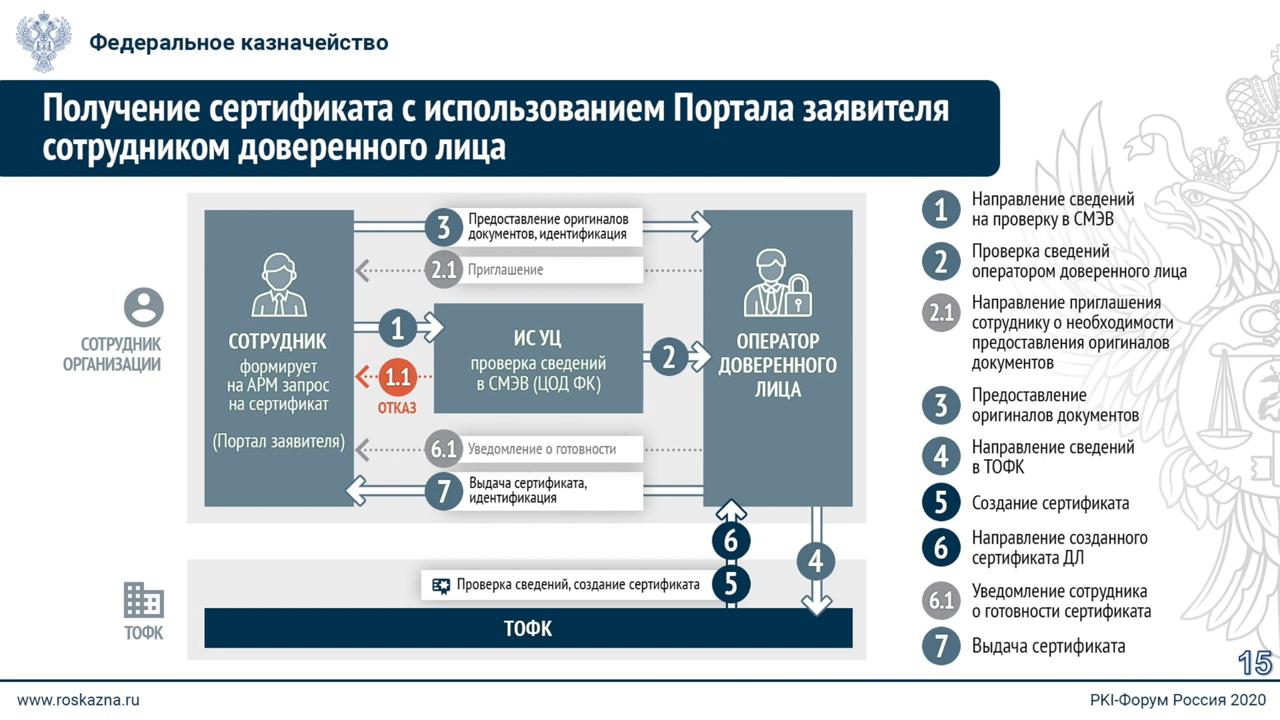 Федеральное казначейство
Получение сертификата с использованием Портала заявителя
сотрудником доверенного лица
СОТРУДНИК
ОРГАНИЗАЦИИ
СОТРУДНИК
формирует
на АРМ запрос
на сертификат
(Портал заявителя)
3
Предоставление оригиналов
документов, идентификация
2.1
Приглашение
1
1.1
ОТКАЗ
ИС УЦ
проверка сведений
в СМЭВ (ЦОД ФК)
2
ОПЕРАТОР
ДОВЕРЕННОГО
ЛИЦА
6.1
Уведомление о готовности
7
Выдача сертификата,
идентификация
6
4
Проверка сведений, создание сертификата
5
ТОФК
ТОФК
1
Направление сведений
на проверку в СМЭВ
2
Проверка сведений
оператором доверенного лица
2.1
Направление приглашения
сотруднику о необходимости
предоставления оригиналов
документов
3
Предоставление
оригиналов документов
4
Направление сведений
в ТОФК
5
Создание сертификата
6
Направление созданного
сертификата ДЛ
6.1
Уведомление сотрудника
о готовности сертификата
7
Выдача сертификата
15
www.roskazna.ru
PKI-Форум Россия 2020